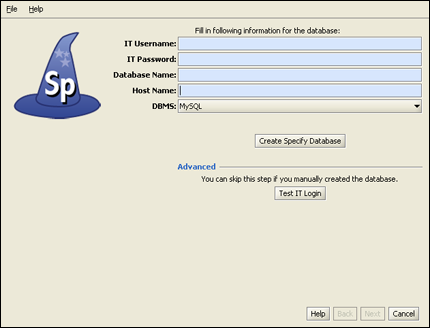 File Help
Fill in following information for the database:
IT Username:
IT Password:
Database Name:
Host Name:
DBMS: MySQL
Sp
Create Specify Database
Advanced
You can skip this step if you manually created the database.
Test IT Login
Help Back Next Cancel